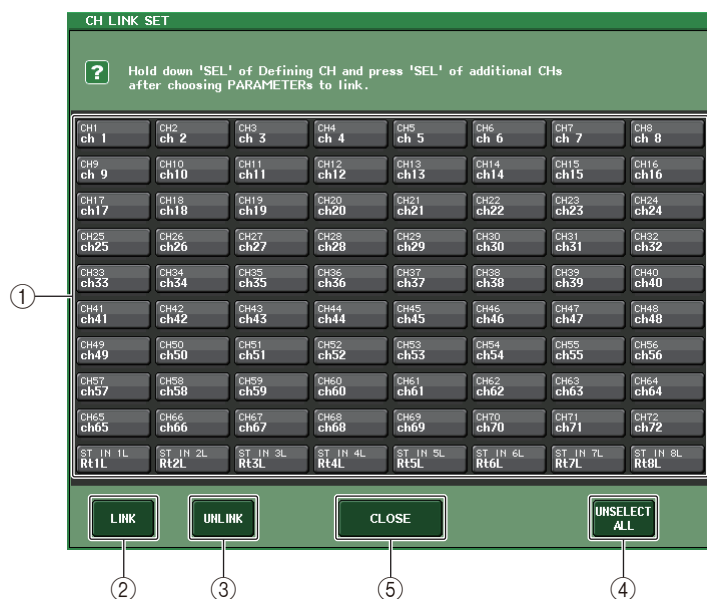 CH LINK SET
? Hold down 'SEL' of Defining CH and press 'SEL' of additional CHs
after choosing PARAMETERs to link.
CH1 CH2 CH3 CH4 CH5 CH6 CH7 CH8
ch 1 ch 2 ch 3 ch 4 ch 5 ch 6 ch 7 ch 8
CH9 CH10 CH11 CH12 CH13 CH14 CH15 CH16
ch 9 ch10 ch11 ch12 ch13 ch14 ch15 ch16
CH17 CH18 CH19 CH20 CH21 CH22 CH23 CH24
ch17 ch18 ch19 ch20 ch21 ch22 ch23 ch24
CH25 CH26 CH27 CH28 CH29 CH30 CH31 CH32
ch25 ch26 ch27 ch28 ch29 ch30 ch31 ch32
CH33 CH34 CH35 CH36 CH37 CH38 CH39 CH40
ch33 ch34 ch35 ch36 ch37 ch38 ch39 ch40
①
CH41 CH42 CH43 CH44 CH45 CH46 CH47 CH48
ch41 ch42 ch43 ch44 ch45 ch46 ch47 ch48
CH49 CH50 CH51 CH52 CH53 CH54 CH55 CH56
ch49 ch50 ch51 ch52 ch53 ch54 ch55 ch56
CH57 CH58 CH59 CH60 CH61 CH62 CH63 CH64
ch57 ch58 ch59 ch60 ch61 ch62 ch63 ch64
CH65 CH66 CH67 CH68 CH69 CH70 CH71 CH72
ch65 ch66 ch67 ch68 ch69 ch70 ch71 ch72
ST IN 1L ST IN 2L ST IN 3L ST IN 4L ST IN 5L ST IN 6L ST IN 7L ST IN 8L
Rt1L Rt2L Rt3L Rt4L Rt5L Rt6L Rt7L Rt8L
LINK UNLINK CLOSE UNSELECT
ALL
② ③ ⑤ ④